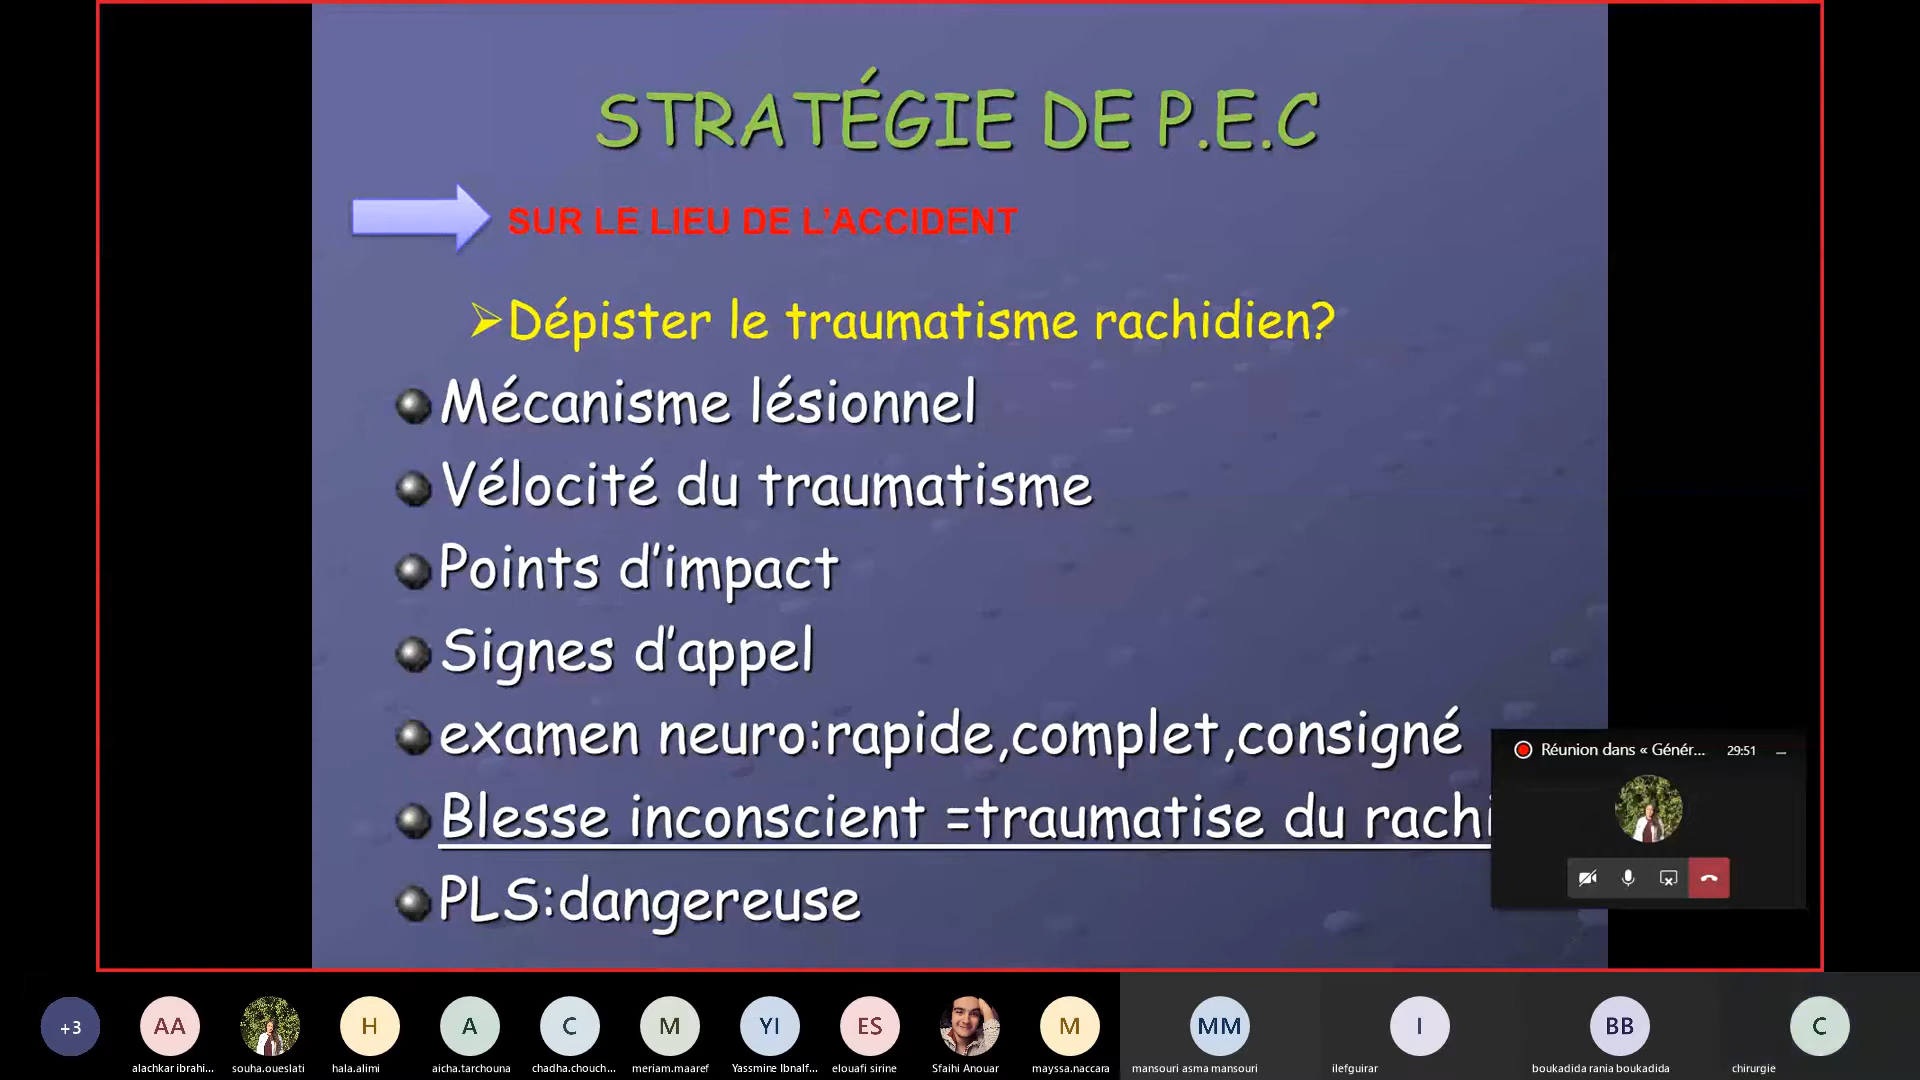 STRATÉGIE DE P.E.C
SUR LE LIEU DE L'ACCIDENT
Dépister le traumatisme rachidien?
Mécanisme lésionnel
Vélocité du traumatisme
Points d'impact
Signes d'appel
examen neuro:rapide,complet,consigné
Blesse inconscient =traumatise du rachi
PLS:dangereuse
Réunion dans « Génér... 29:51
+3 AA H A C M YI ES M MM I BB C
alachkar ibrahi... souha.oueslati hala.alimi aicha.tarchouna chadha.chouch... meriam.maaref Yassmine Ibnalf... elouafi sirine Sfaihi Anouar mayssa.naccara mansouri asma mansouri ilefguirar boukadida rania boukadida chirurgie